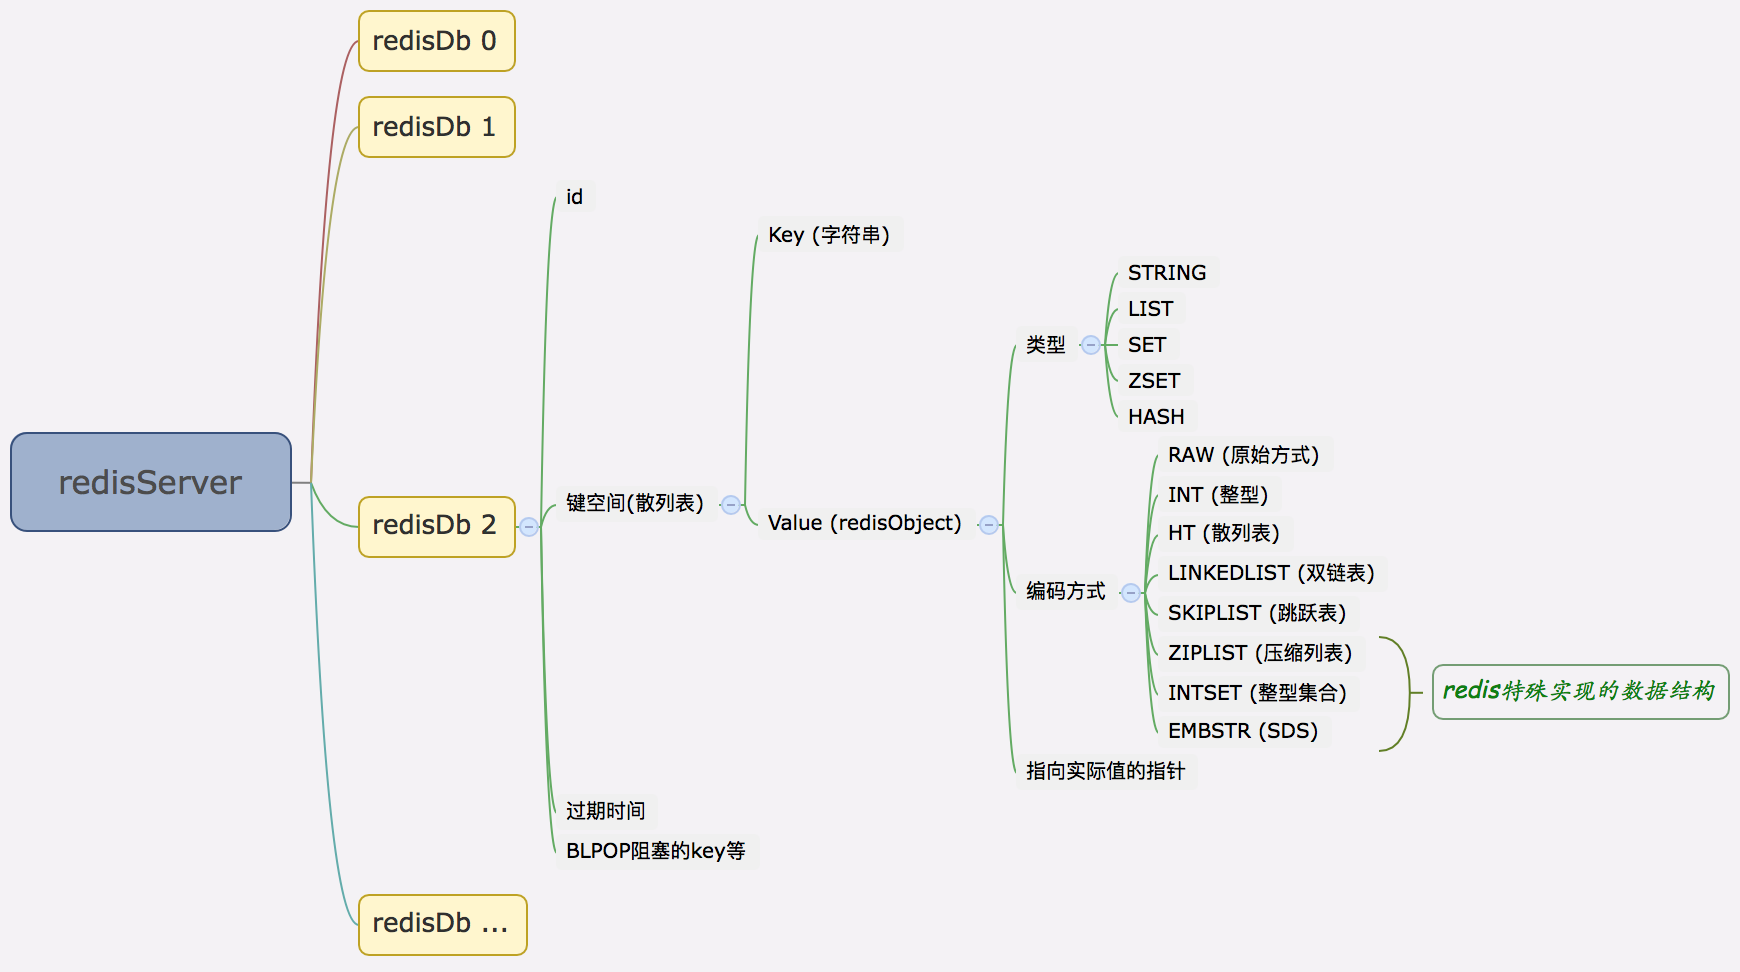 redisServer
redisDb 0
redisDb 1
redisDb 2
id
键空间(散列表)
Key (字符串)
Value (redisObject)
类型
STRING
LIST
SET
ZSET
HASH
编码方式
RAW (原始方式)
INT (整型)
HT (散列表)
LINKEDLIST (双链表)
SKIPLIST (跳跃表)
ZIPLIST (压缩列表)
INTSET (整型集合)
EMBSTR (SDS)
redis特殊实现的数据结构
指向实际值的指针
过期时间
BLPOP阻塞的key等
redisDb ...